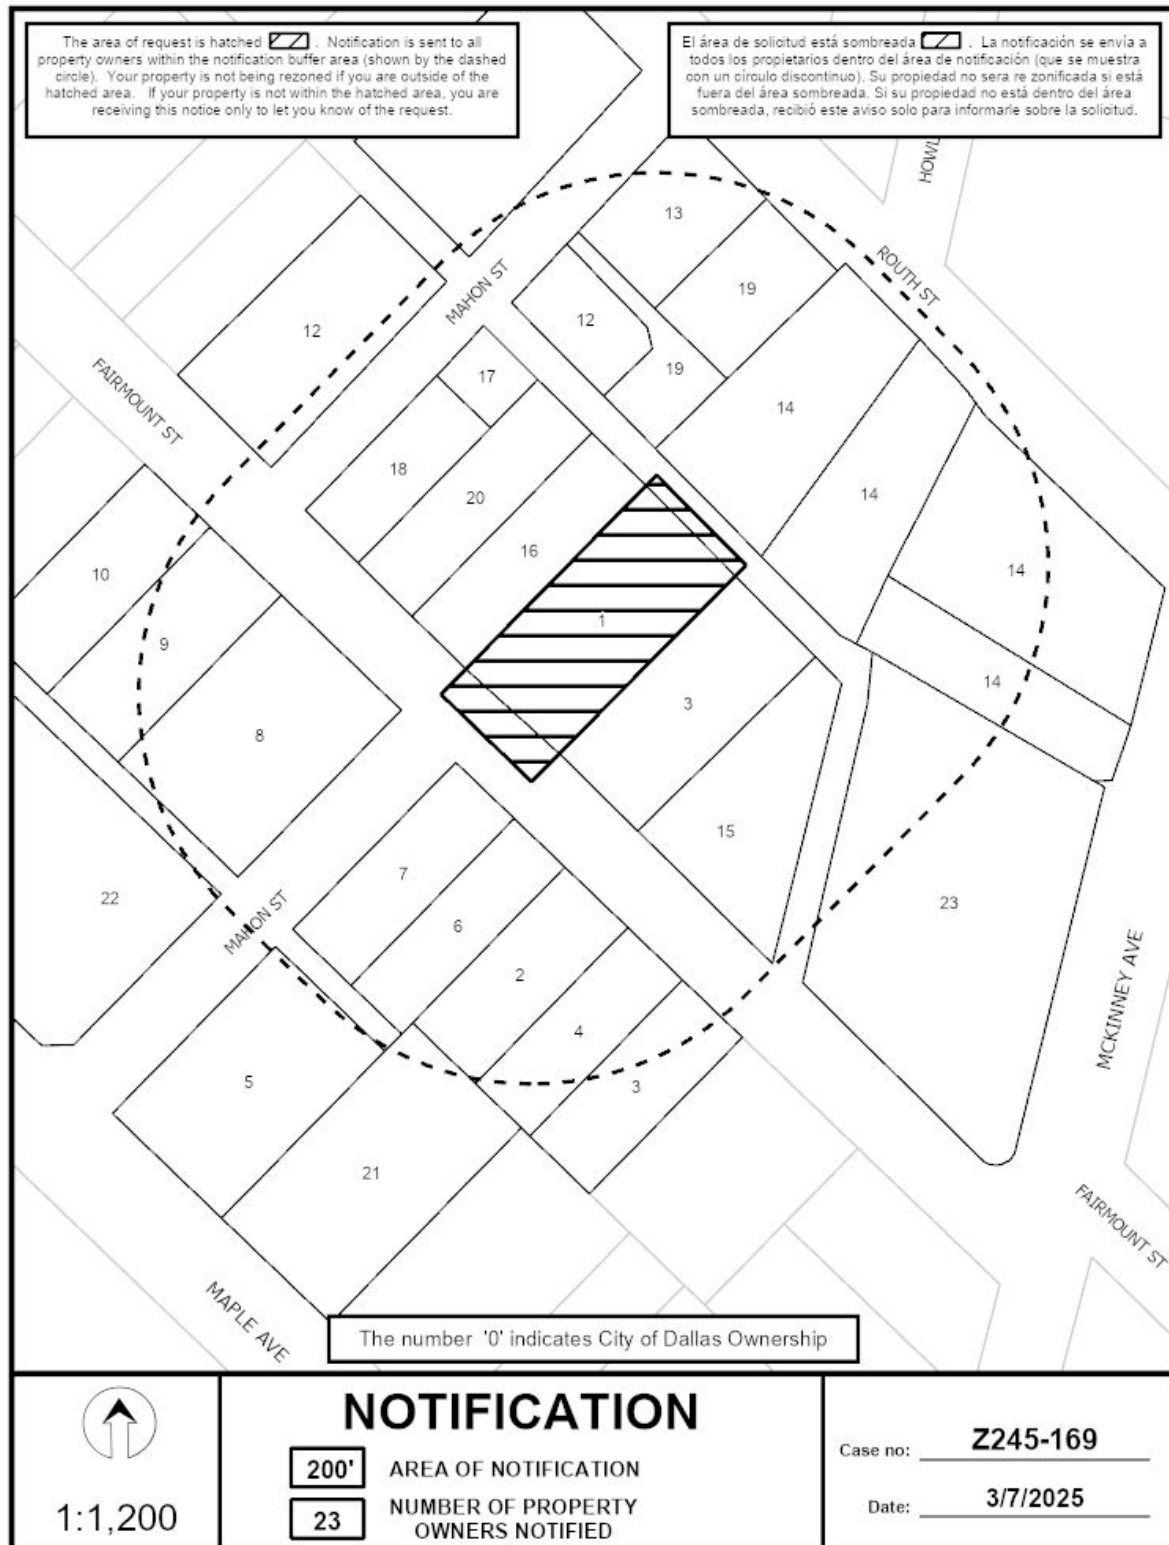 The area of request is hatched . Notification is sent to all
property owners within the notification buffer area (shown by the dashed
circle). Your property is not being rezoned if you are outside of the
hatched area. If your property is not within the hatched area, you are
receiving this notice only to let you know of the request.
El área de solicitud está sombreada . La notificación se envía a
todos los propietarios dentro del área de notificación (que se muestra
con un círculo discontinuo). Su propiedad no sera re zonificada si está
fuera del área sombreada. Si su propiedad no está dentro del área
sombreada, recibió este aviso solo para informarle sobre la solicitud.
HOWL
13
ROUTH ST
MAHON ST
19
12
12
19
17
FAIRMOUNT ST
14
18
20
14
16
14
10
1
9
14
3
8
15
7
22
23
6
MAHON ST
2
MCKINNEY AVE
4
5
3
21
FAIRMOUNT ST
MAPLE AVE
The number '0' indicates City of Dallas Ownership
1:1,200
NOTIFICATION
200' AREA OF NOTIFICATION
23 NUMBER OF PROPERTY
OWNERS NOTIFIED
Case no: Z245-169
Date: 3/7/2025